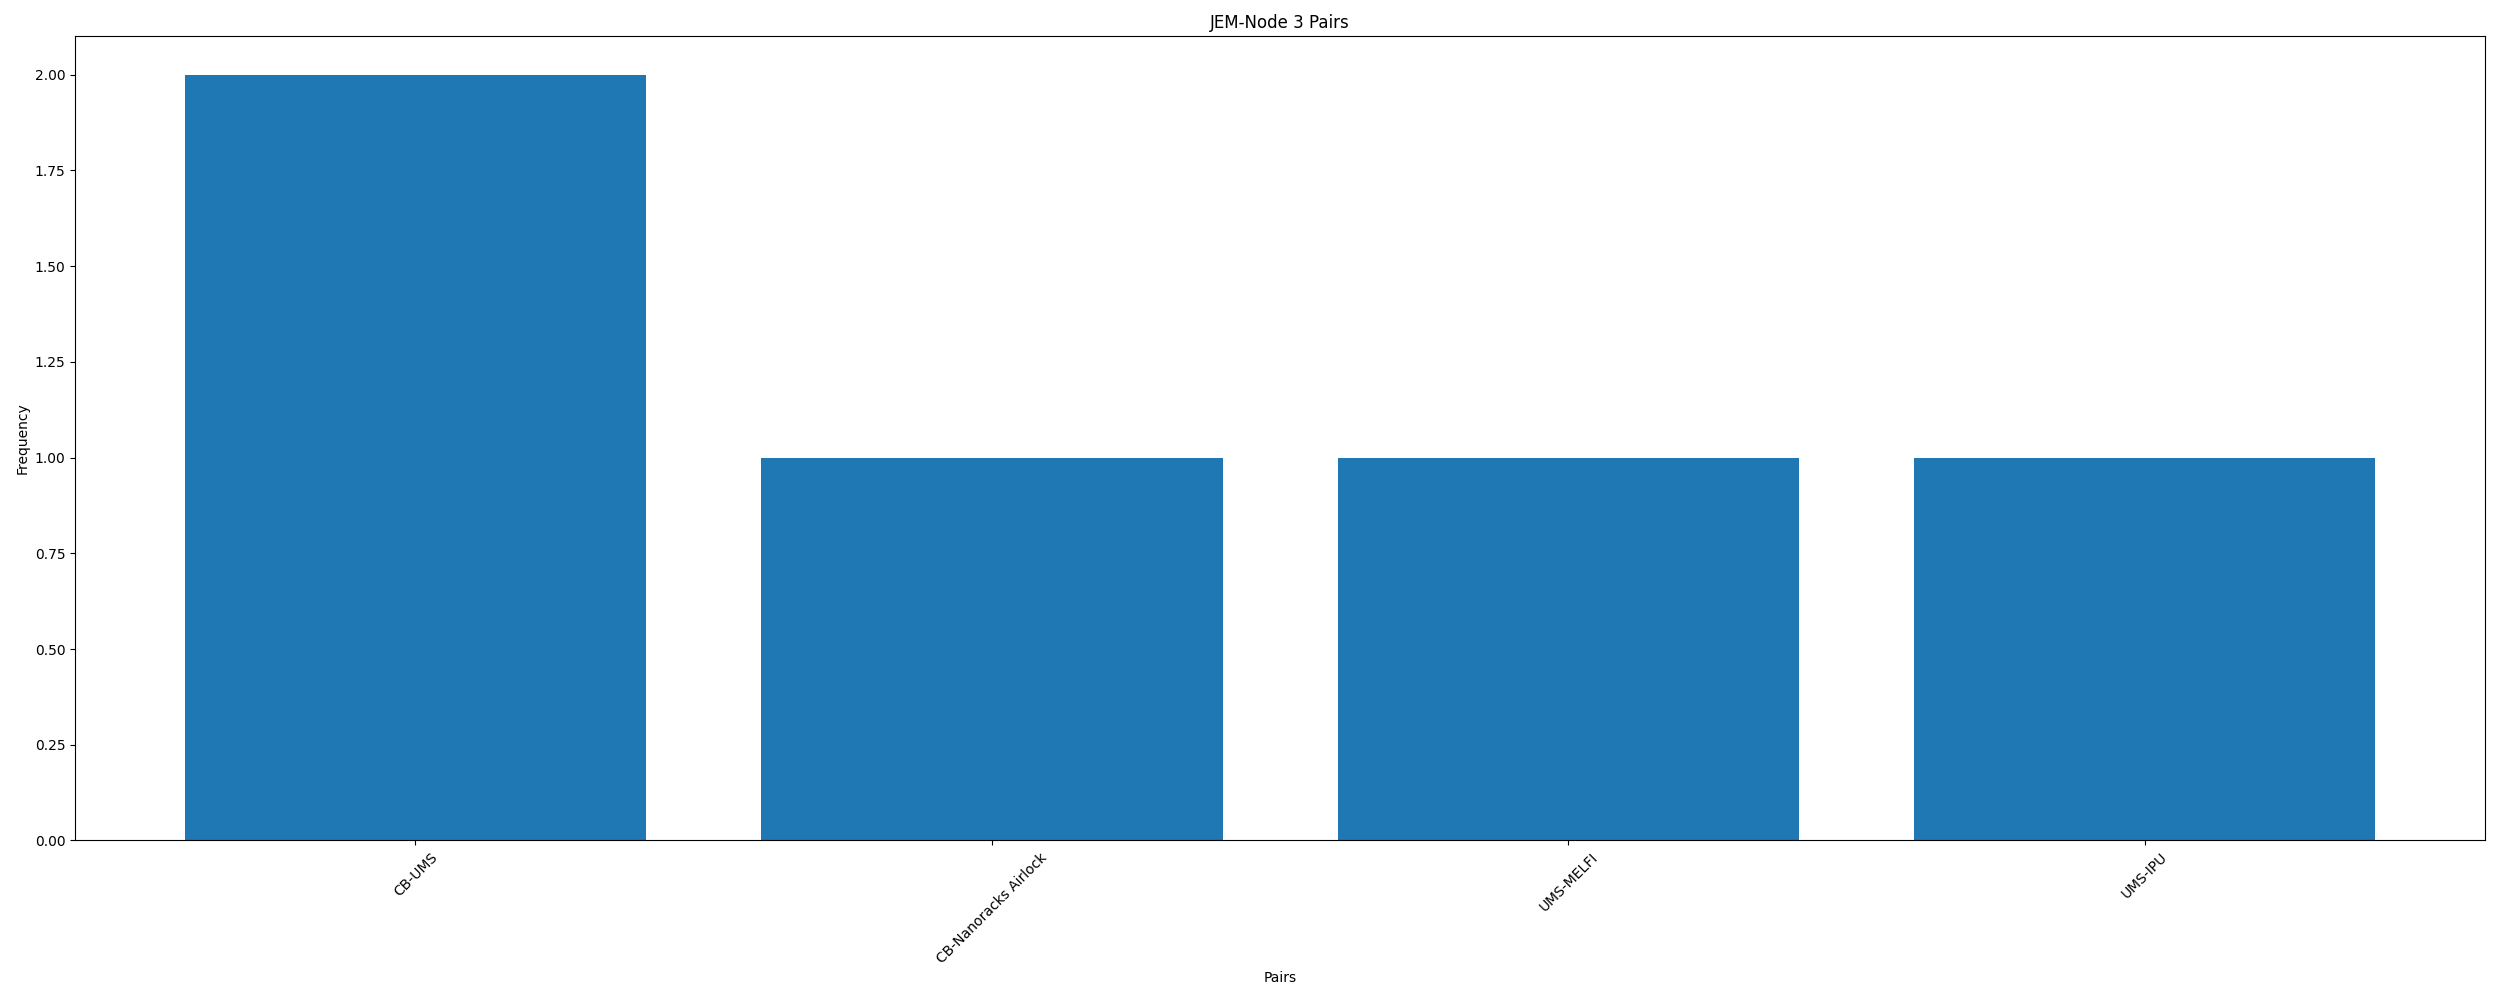 JEM-Node 3 Pairs
Frequency
2.00
1.75
1.50
1.25
1.00
0.75
0.50
0.25
0.00
CB-UMS
CB-Nanoracks Airlock
UMS-MELFI
UMS-IPU
Pairs